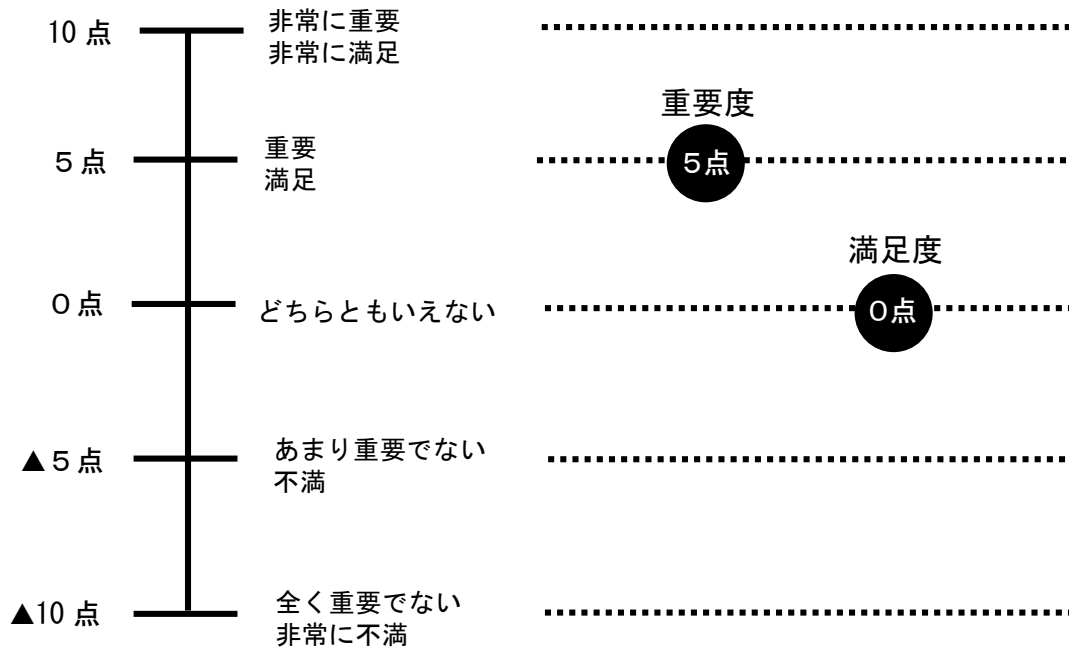 10 点
非常に重要
非常に満足
重要度
５点
重要
満足
５点
満足度
０点
どちらともいえない
０点
▲５点
あまり重要でない
不満
▲10 点
全く重要でない
非常に不満